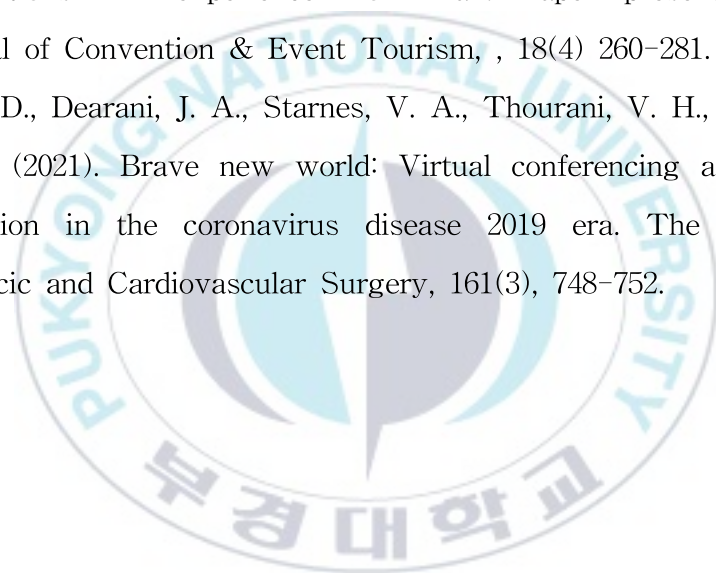 l of Convention & Event Tourism, , 18(4) 260-281.
D., Dearani, J. A., Starnes, V. A., Thourani, V. H.,
(2021). Brave new world: Virtual conferencing a
ion in the coronavirus disease 2019 era. The
cic and Cardiovascular Surgery, 161(3), 748-752.
PUKYONG NATIONAL UNIVERSITY
부경대학교